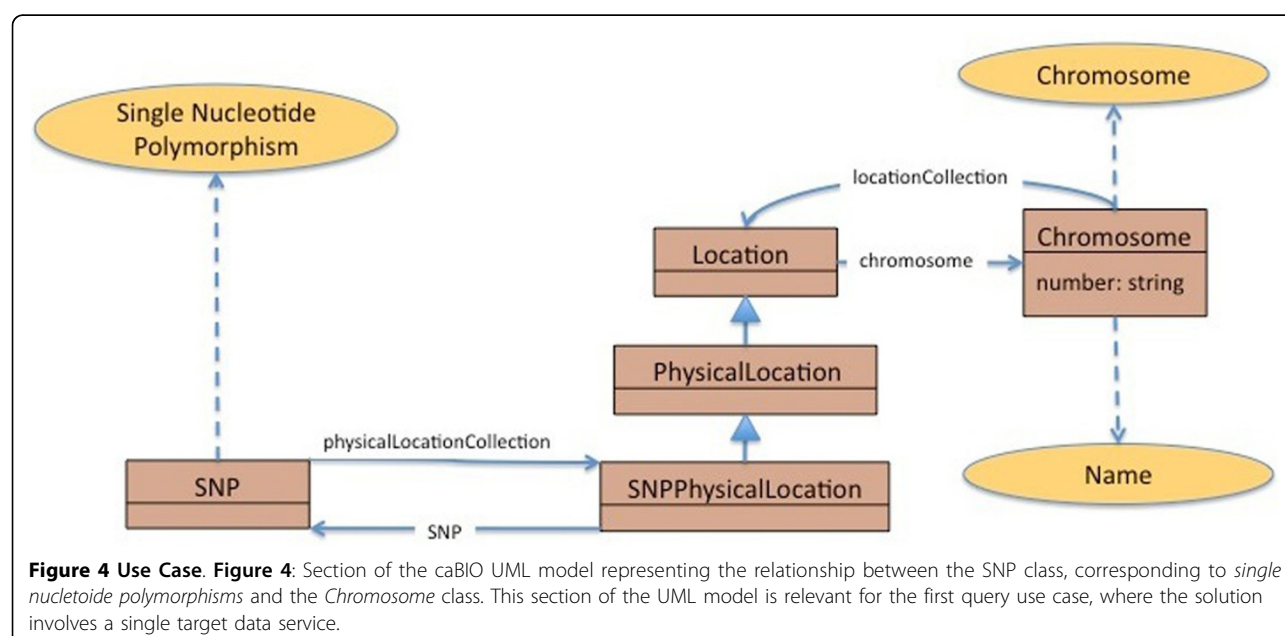 Chromosome
Single Nucleotide
Polymorphism
locationCollection
Location
chromosome
Chromosome
number: string
PhysicalLocation
physicalLocationCollection
SNP
SNPPhysicalLocation
SNP
Name
Figure 4 Use Case. Figure 4: Section of the caBIO UML model representing the relationship between the SNP class, corresponding to single
nucletoide polymorphisms and the Chromosome class. This section of the UML model is relevant for the first query use case, where the solution
involves a single target data service.